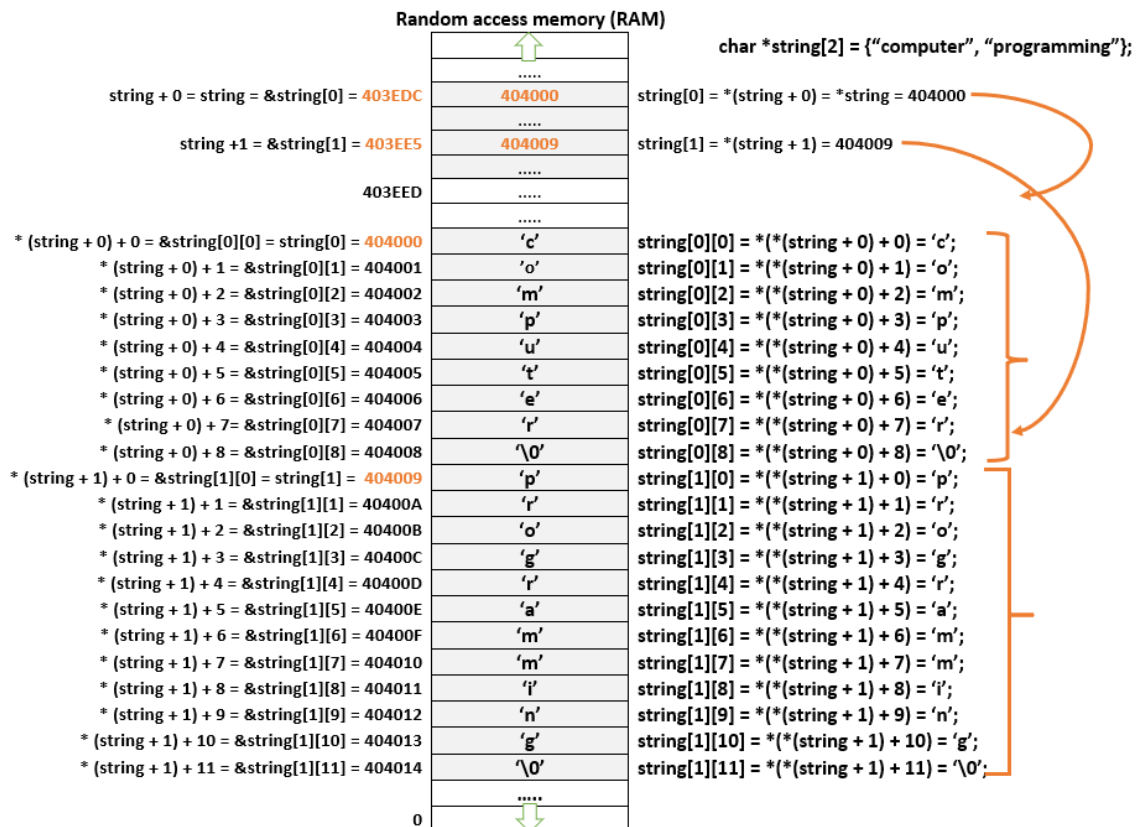 Random access memory (RAM)
char *string[2] = {“computer”, “programming”};
.....
string + 0 = string = &string[0] = 403EDC 404000 string[0] = *(string + 0) = *string = 404000
.....
string +1 = &string[1] = 403EE5 404009 string[1] = *(string + 1) = 404009
.....
403EED .....
.....
* (string + 0) + 0 = &string[0][0] = string[0] = 404000 ‘c’ string[0][0] = *(*(string + 0) + 0) = ‘c’;
* (string + 0) + 1 = &string[0][1] = 404001 ’o’ string[0][1] = *(*(string + 0) + 1) = ‘o’;
* (string + 0) + 2 = &string[0][2] = 404002 ‘m’ string[0][2] = *(*(string + 0) + 2) = ‘m’;
* (string + 0) + 3 = &string[0][3] = 404003 ‘p’ string[0][3] = *(*(string + 0) + 3) = ‘p’;
* (string + 0) + 4 = &string[0][4] = 404004 ‘u’ string[0][4] = *(*(string + 0) + 4) = ‘u’;
* (string + 0) + 5 = &string[0][5] = 404005 ‘t’ string[0][5] = *(*(string + 0) + 5) = ‘t’;
* (string + 0) + 6 = &string[0][6] = 404006 ‘e’ string[0][6] = *(*(string + 0) + 6) = ‘e’;
* (string + 0) + 7= &string[0][7] = 404007 ‘r’ string[0][7] = *(*(string + 0) + 7) = ‘r’;
* (string + 0) + 8 = &string[0][8] = 404008 ‘\0’ string[0][8] = *(*(string + 0) + 8) = ‘\0’;
* (string + 1) + 0 = &string[1][0] = string[1] = 404009 ‘p’ string[1][0] = *(*(string + 1) + 0) = ‘p’;
* (string + 1) + 1 = &string[1][1] = 40400A ‘r’ string[1][1] = *(*(string + 1) + 1) = ‘r’;
* (string + 1) + 2 = &string[1][2] = 40400B ‘o’ string[1][2] = *(*(string + 1) + 2) = ‘o’;
* (string + 1) + 3 = &string[1][3] = 40400C ‘g’ string[1][3] = *(*(string + 1) + 3) = ‘g’;
* (string + 1) + 4 = &string[1][4] = 40400D ‘r’ string[1][4] = *(*(string + 1) + 4) = ‘r’;
* (string + 1) + 5 = &string[1][5] = 40400E ‘a’ string[1][5] = *(*(string + 1) + 5) = ‘a’;
* (string + 1) + 6 = &string[1][6] = 40400F ‘m’ string[1][6] = *(*(string + 1) + 6) = ‘m’;
* (string + 1) + 7 = &string[1][7] = 404010 ‘m’ string[1][7] = *(*(string + 1) + 7) = ‘m’;
* (string + 1) + 8 = &string[1][8] = 404011 ‘i’ string[1][8] = *(*(string + 1) + 8) = ‘i’;
* (string + 1) + 9 = &string[1][9] = 404012 ‘n’ string[1][9] = *(*(string + 1) + 9) = ‘n’;
* (string + 1) + 10 = &string[1][10] = 404013 ‘g’ string[1][10] = *(*(string + 1) + 10) = ‘g’;
* (string + 1) + 11 = &string[1][11] = 404014 ‘\0’ string[1][11] = *(*(string + 1) + 11) = ‘\0’;
.....
0